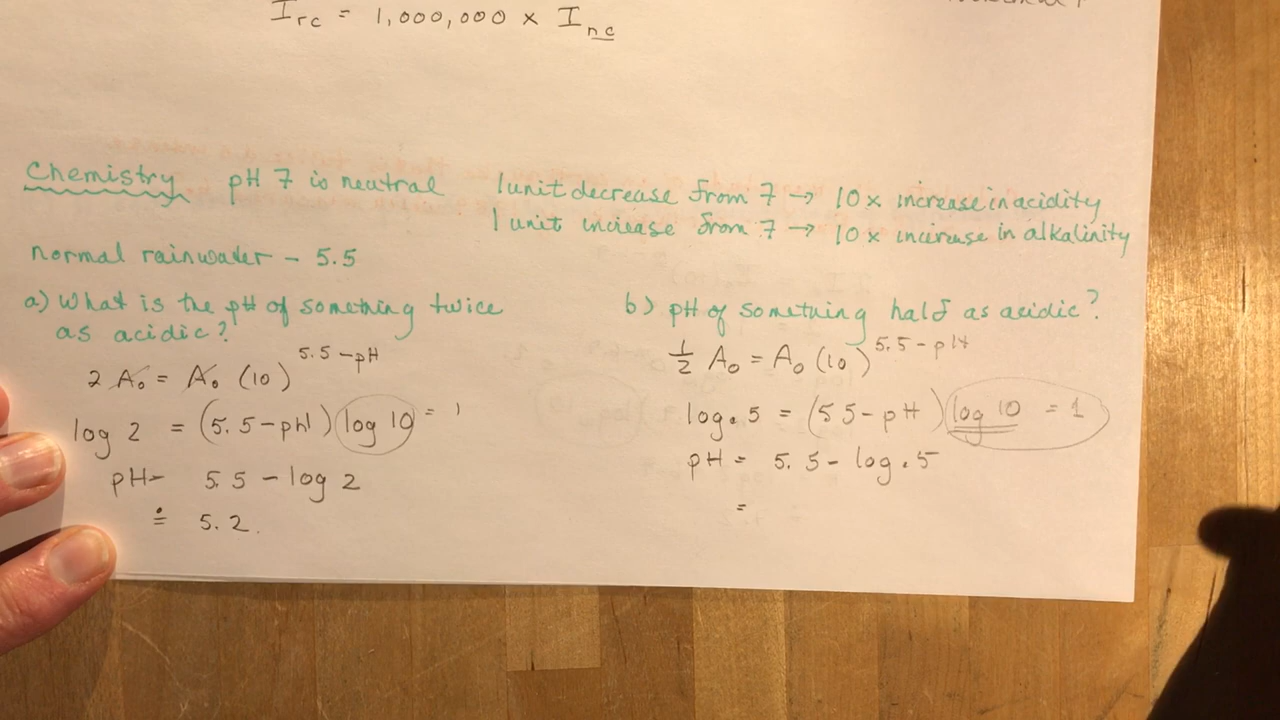 I rc = 1,000,000 x I nc
Chemistry pH 7 is neutral
1 unit decrease from 7 → 10x increase in acidity
1 unit increase from 7 → 10x increase in alkalinity
normal rainwater - 5.5
a) What is the pH of something twice
as acidic?
2 A₀ = A₀ (10)^5.5-pH
log 2 = (5.5-pH) log 10 = 1
pH = 5.5 - log 2
≐ 5.2.
b) pH of something half as acidic?
1/2 A₀ = A₀ (10)^5.5-pH
log .5 = (5.5-pH) log 10 = 1
pH = 5.5 - log .5
=